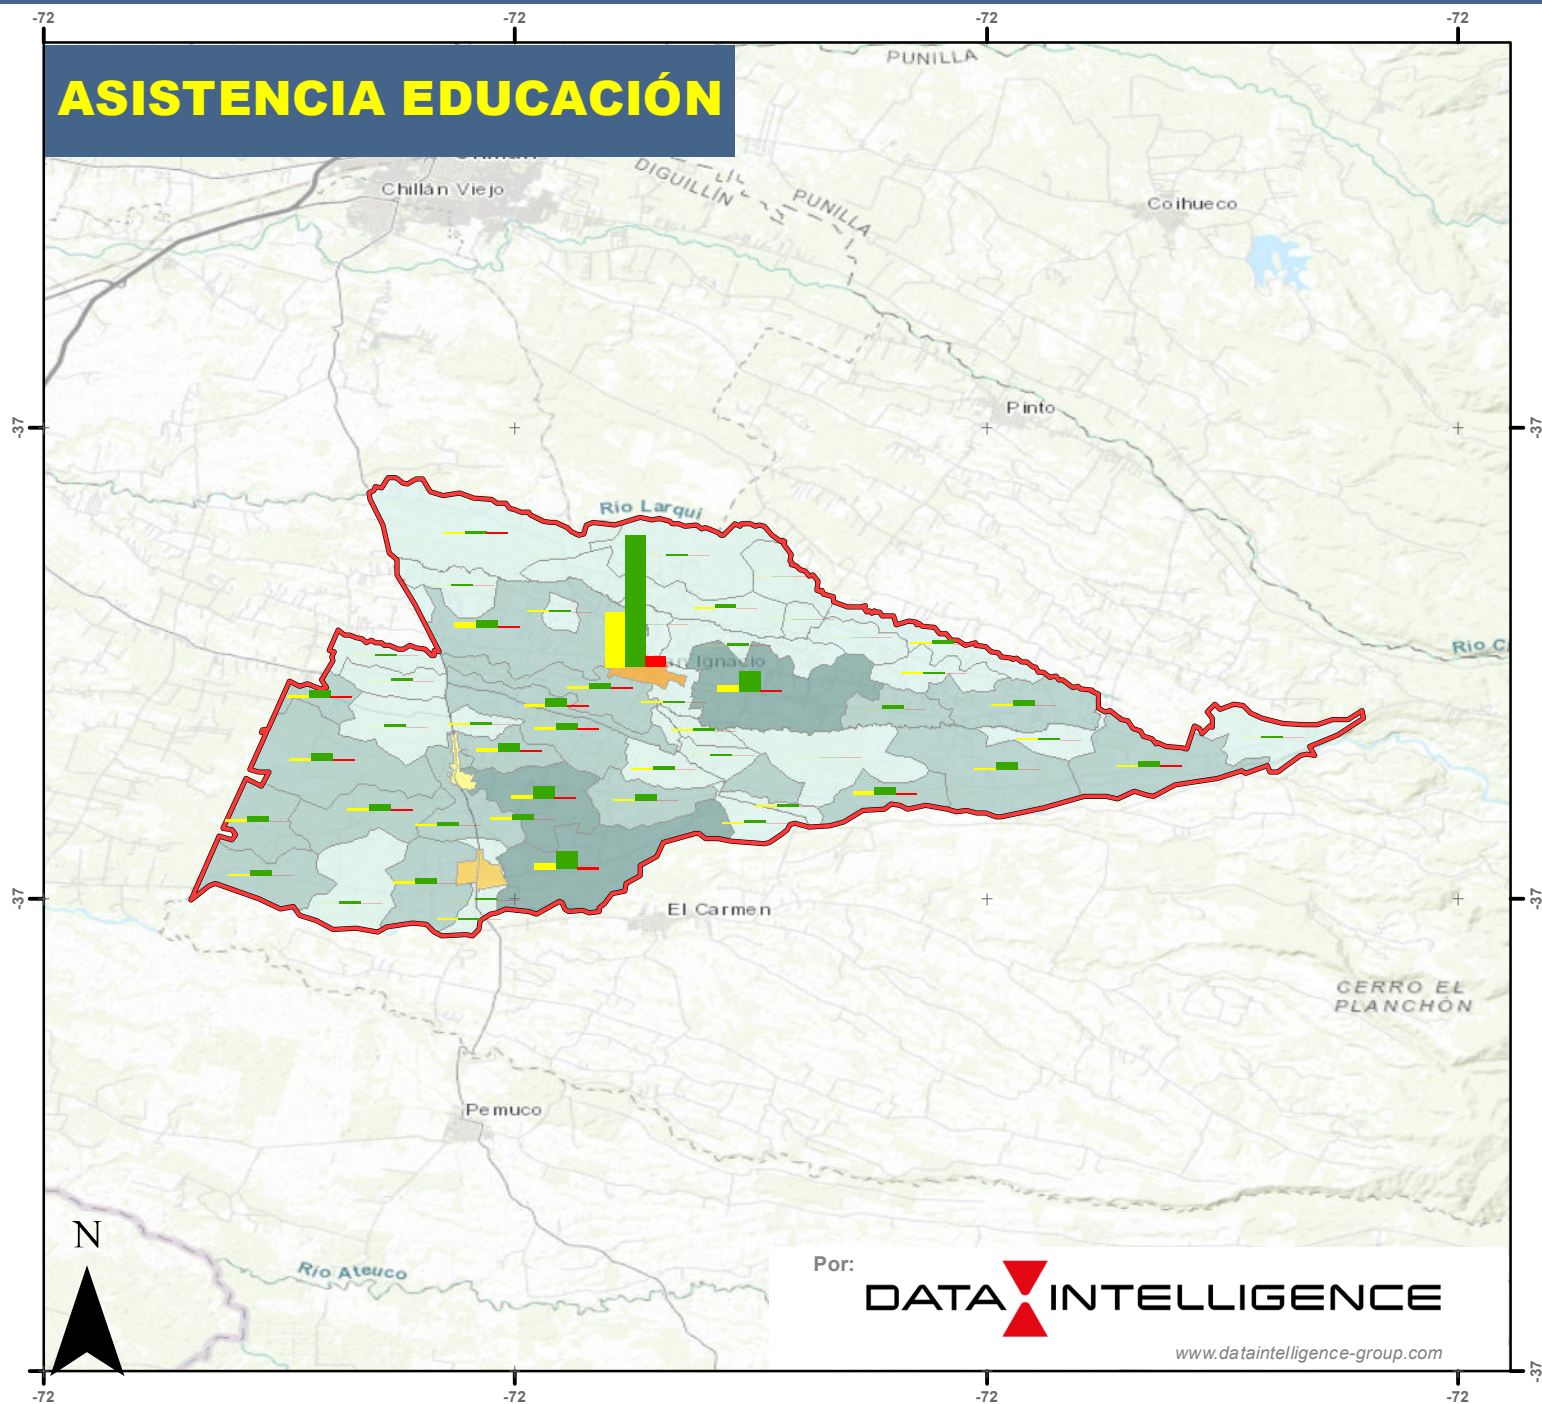 -72 -72 -72 -72
ASISTENCIA EDUCACIÓN
PUNILLA
DIGUILLÍN
PUNILLA
Chillán Viejo
Coihueco
Pinto
-37 -37
Río Larqui
Ignacio
-37 -37
El Carmen
CERRO EL
PLANCHÓN
Pemuco
N
Río Ateuco
Por:
DATA INTELLIGENCE
www.dataintelligence-group.com
-72 -72 -72 -72